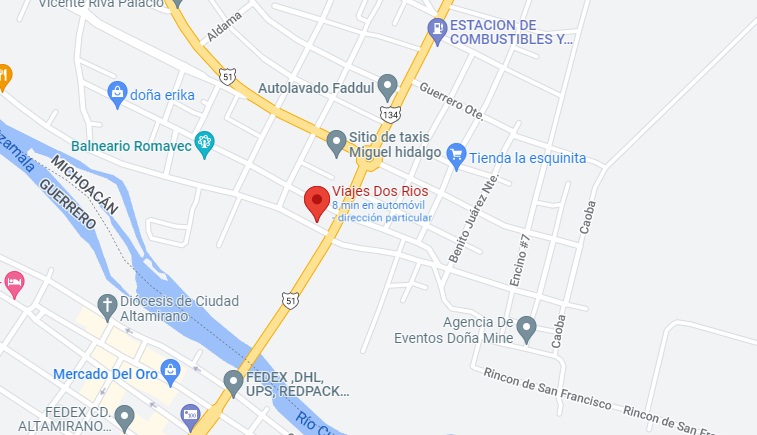 Vicente Riva Palacio
Aldama
ESTACION DE
COMBUSTIBLES Y...
51
Autolavado Faddul
Guerrero Ote.
doña erika
134
Balneario Romavec
Sitio de taxis
Miguel hidalgo
Tienda la esquinita
MICHOACÁN
GUERRERO
Viajes Dos Rios
8 min en automóvil
- dirección particular
Benito Juárez Nte.
Encino #7
Caoba
51
Diócesis de Ciudad
Altamirano
Agencia De
Eventos Doña Mine
Caoba
Mercado Del Oro
FEDEX ,DHL,
UPS, REDPACK...
Rincon de San Francisco
Rincon de San
FEDEX CD.
ALTAMIRANO...
Río Cu